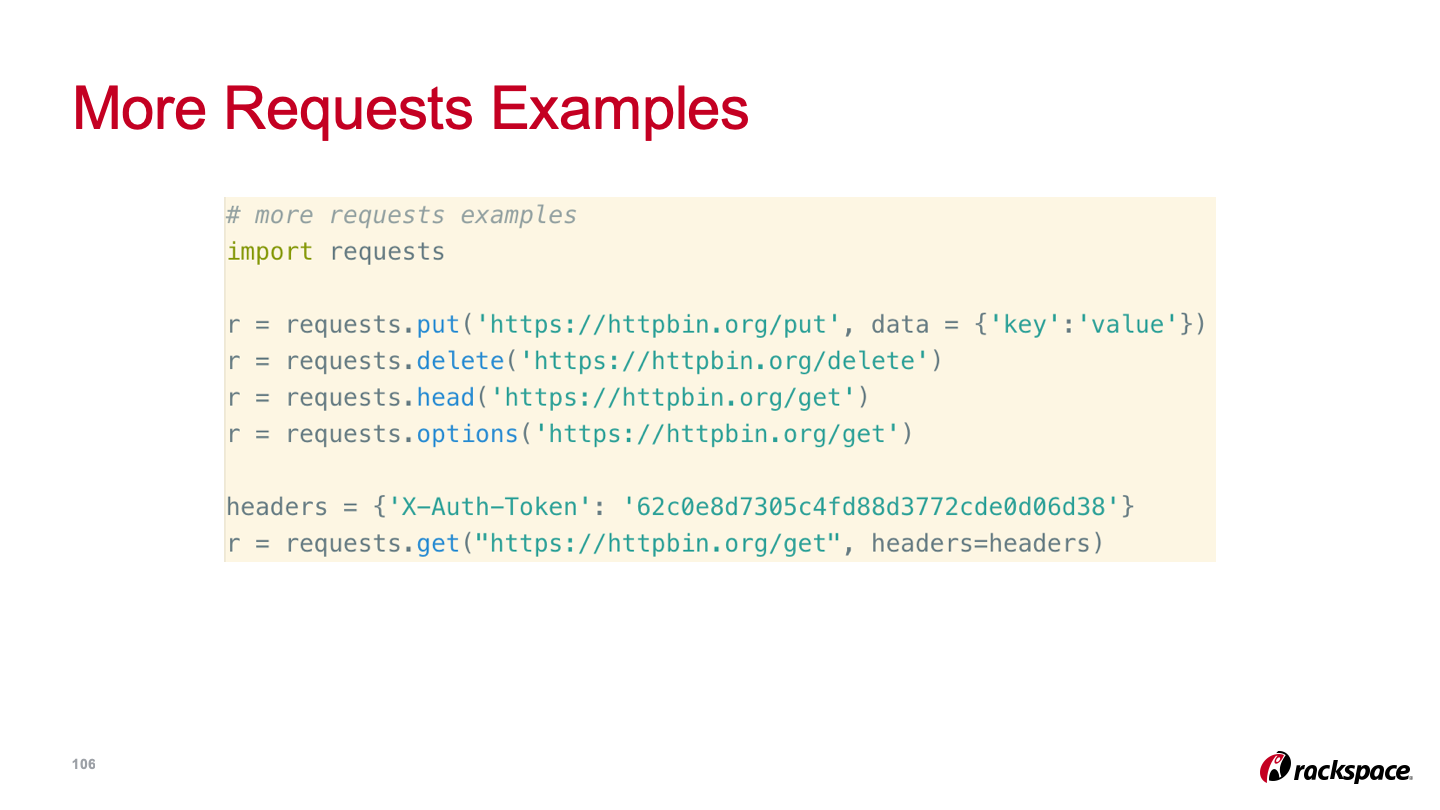 More Requests Examples
# more requests examples
import requests
r = requests.put('https://httpbin.org/put', data = {'key':'value'})
r = requests.delete('https://httpbin.org/delete')
r = requests.head('https://httpbin.org/get')
r = requests.options('https://httpbin.org/get')
headers = {'X-Auth-Token': '62c0e8d7305c4fd88d3772cde0d06d38'}
r = requests.get("https://httpbin.org/get", headers=headers)
106
rackspace.